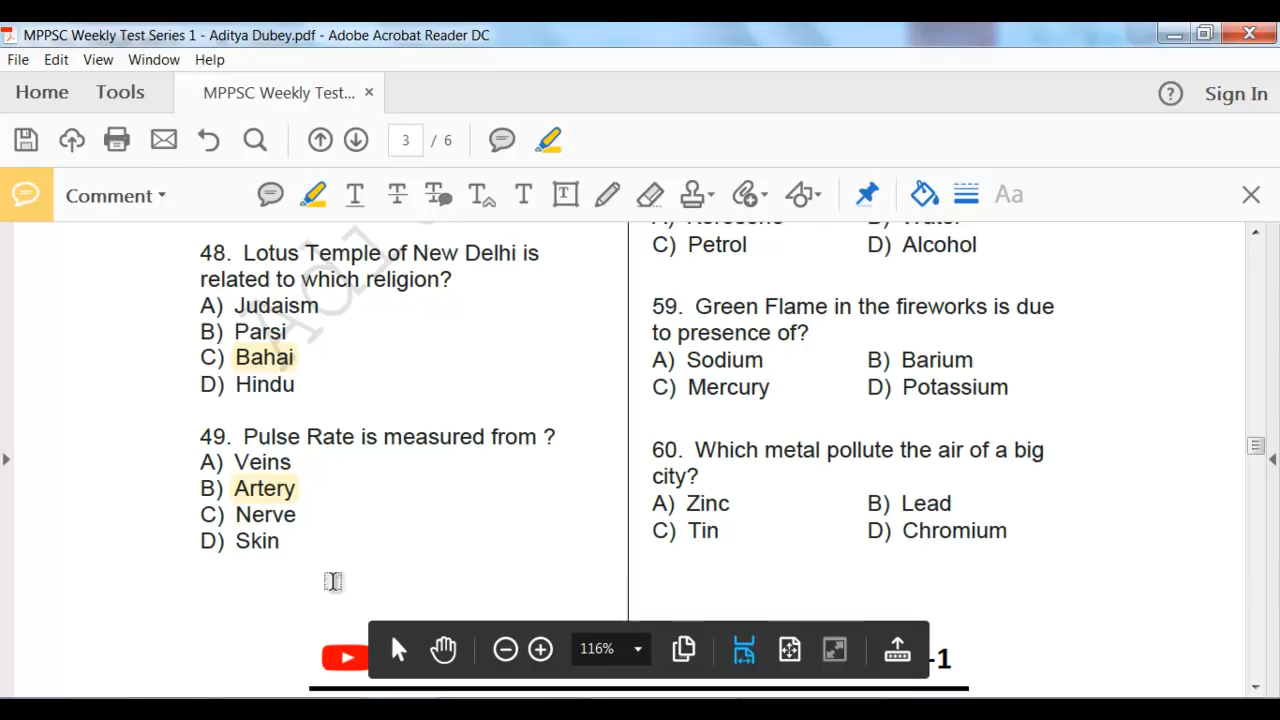 MPPSC Weekly Test Series 1 - Aditya Dubey.pdf - Adobe Acrobat Reader DC
File Edit View Window Help
Home Tools MPPSC Weekly Test... × ? Sign In
3 / 6
Comment Aa
48. Lotus Temple of New Delhi is
related to which religion?
A) Judaism
B) Parsi
C) Bahai
D) Hindu
49. Pulse Rate is measured from ?
A) Veins
B) Artery
C) Nerve
D) Skin
C) Petrol D) Alcohol
59. Green Flame in the fireworks is due
to presence of?
A) Sodium B) Barium
C) Mercury D) Potassium
60. Which metal pollute the air of a big
city?
A) Zinc B) Lead
C) Tin D) Chromium
116%
-1